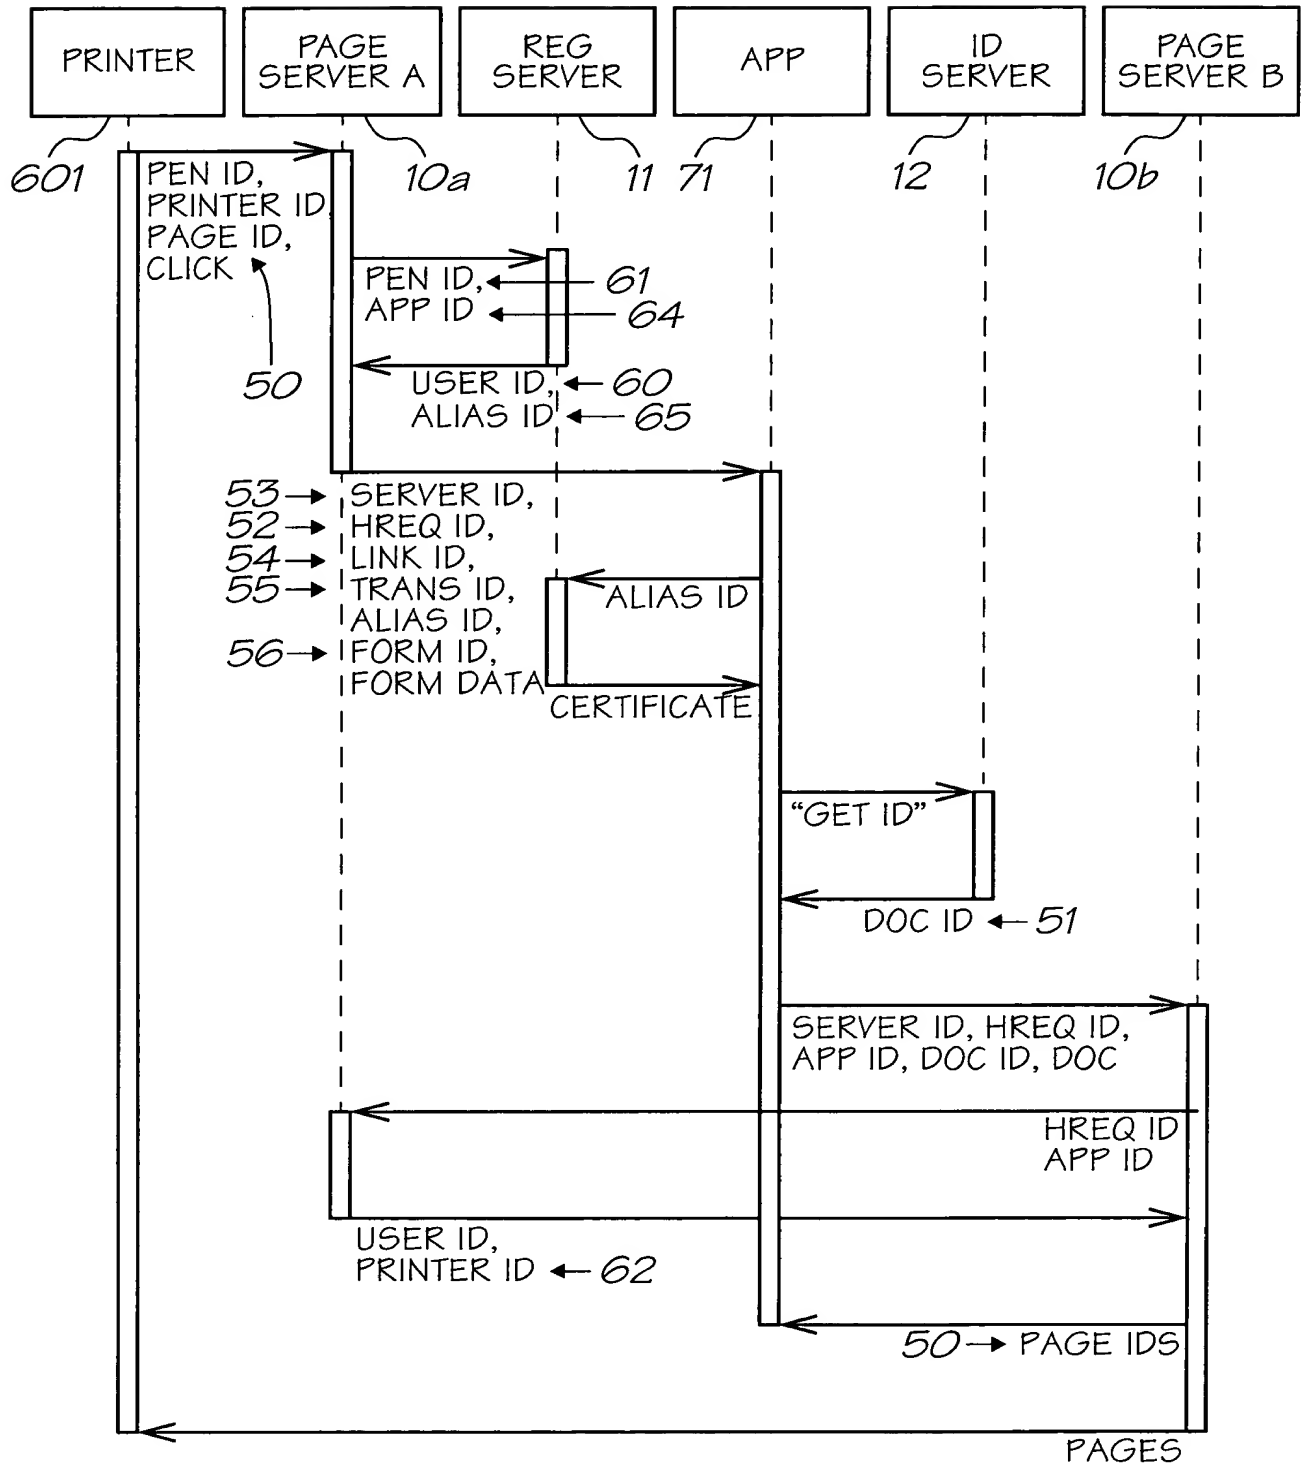 PRINTER
PAGE
SERVER A
REG
SERVER
APP
ID
SERVER
PAGE
SERVER B
601
10a
11
71
12
10b
PEN ID,
PRINTER ID
PAGE ID,
CLICK
50
PEN ID, 61
APP ID 64
USER ID, 60
ALIAS ID 65
53 SERVER ID,
52 HREQ ID,
54 LINK ID,
55 TRANS ID,
ALIAS ID,
56 FORM ID,
FORM DATA
ALIAS ID
CERTIFICATE
"GET ID"
DOC ID 51
SERVER ID, HREQ ID,
APP ID, DOC ID, DOC
HREQ ID
APP ID
USER ID,
PRINTER ID 62
50 PAGE IDS
PAGES